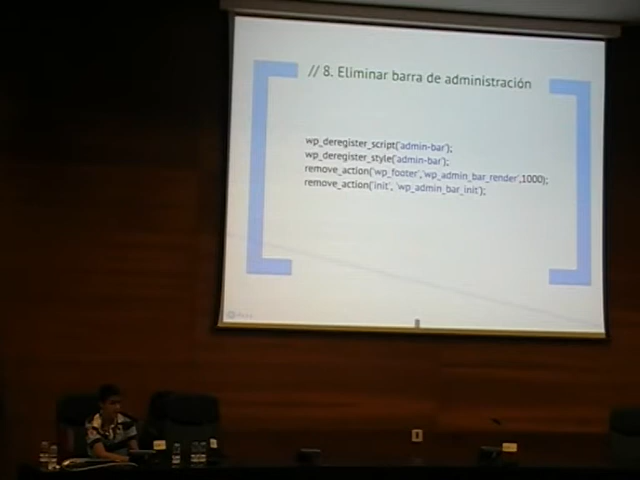 // 8. Eliminar barra de administración
wp_deregister_script('admin-bar');
wp_deregister_style('admin-bar');
remove_action('wp_footer','wp_admin_bar_render',1000);
remove_action('init', 'wp_admin_bar_init');